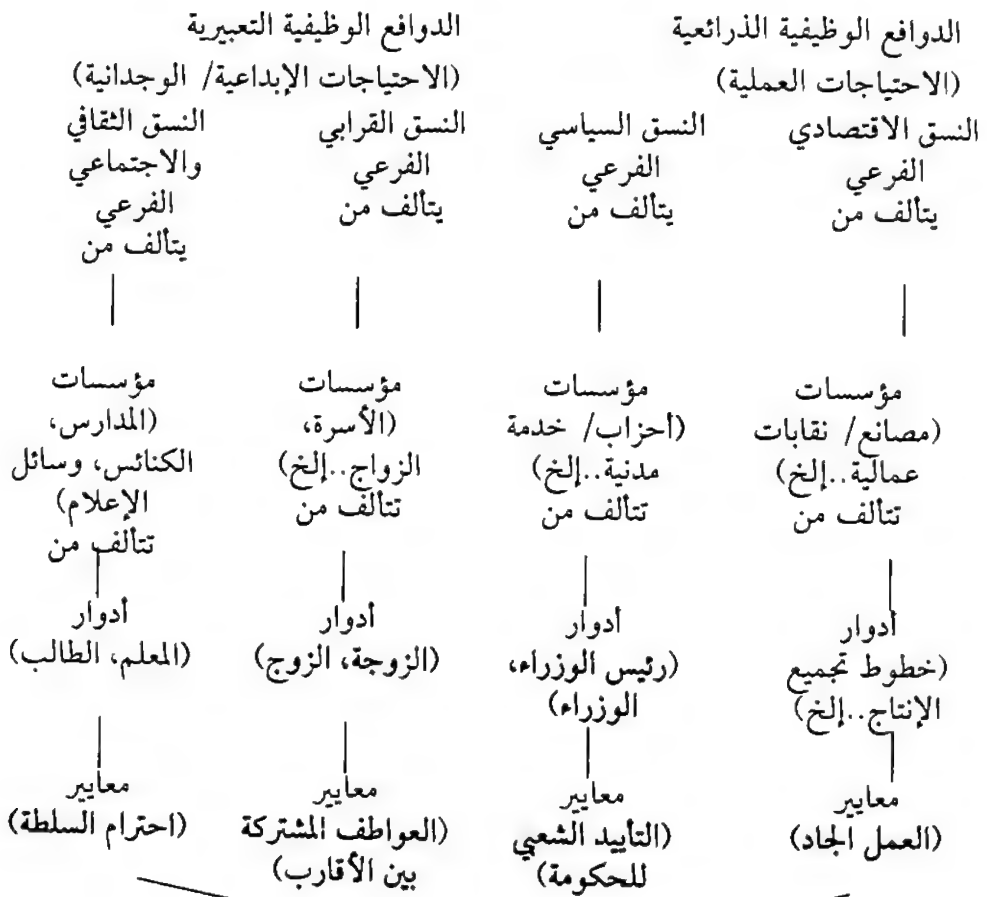 الدوافع الوظيفية الذرائعية
(الاحتياجات العملية)
الدوافع الوظيفية التعبيرية
(الاحتياجات الإبداعية/ الوجدانية)
النسق الاقتصادي
الفرعي
يتألف من
النسق السياسي
الفرعي
يتألف من
النسق القرابي
الفرعي
يتألف من
النسق الثقافي
والاجتماعي
الفرعي
يتألف من
مؤسسات
(مصانع/ نقابات
عمالية..إلخ)
تتألف من
مؤسسات
(أحزاب/ خدمة
مدنية..إلخ)
تتألف من
مؤسسات
(الأسرة،
الزواج..إلخ)
تتألف من
مؤسسات
(المدارس،
الكنائس، وسائل
الإعلام)
تتألف من
أدوار
(خطوط تجميع
الإنتاج..إلخ)
أدوار
(رئيس الوزراء،
الوزراء)
أدوار
(الزوجة، الزوج)
أدوار
(المعلم، الطالب)
معايير
(العمل الجاد)
معايير
(التأييد الشعبي
للحكومة)
معايير
(العواطف المشتركة
بين الأقارب)
معايير
(احترام السلطة)